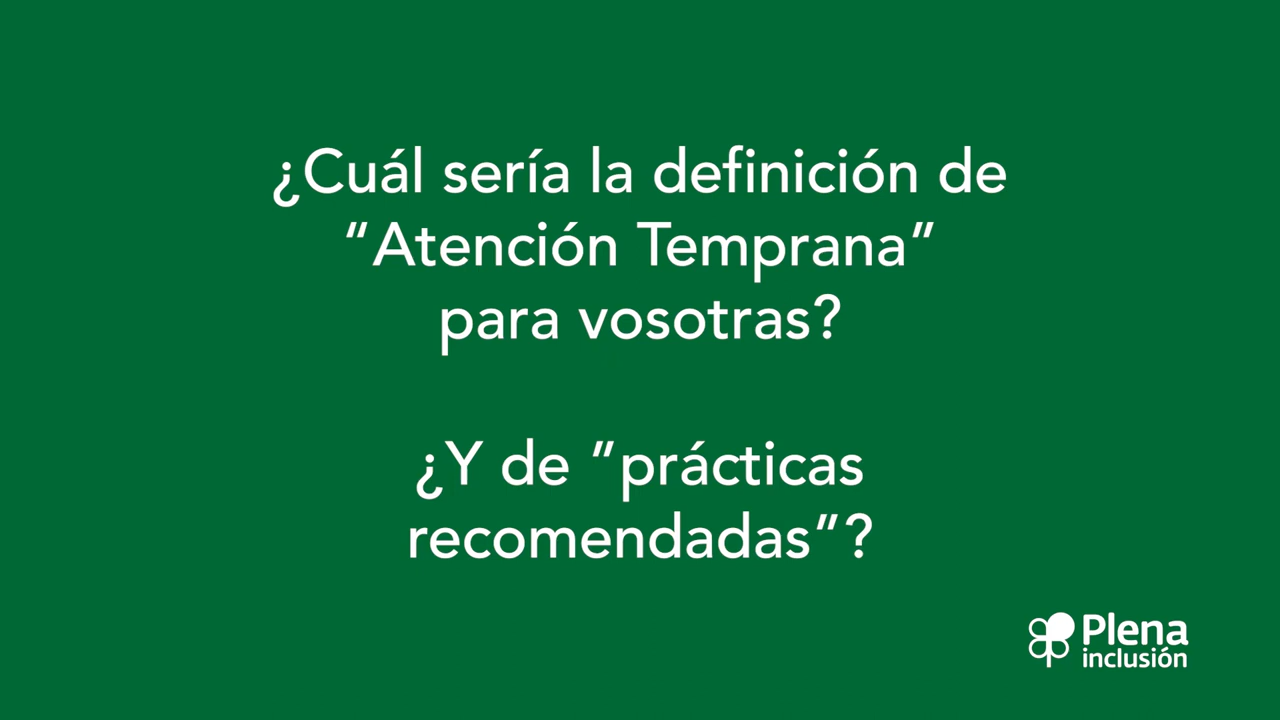 ¿Cuál sería la definición de
“Atención Temprana”
para vosotras?
¿Y de “prácticas
recomendadas”?
Plena
inclusión